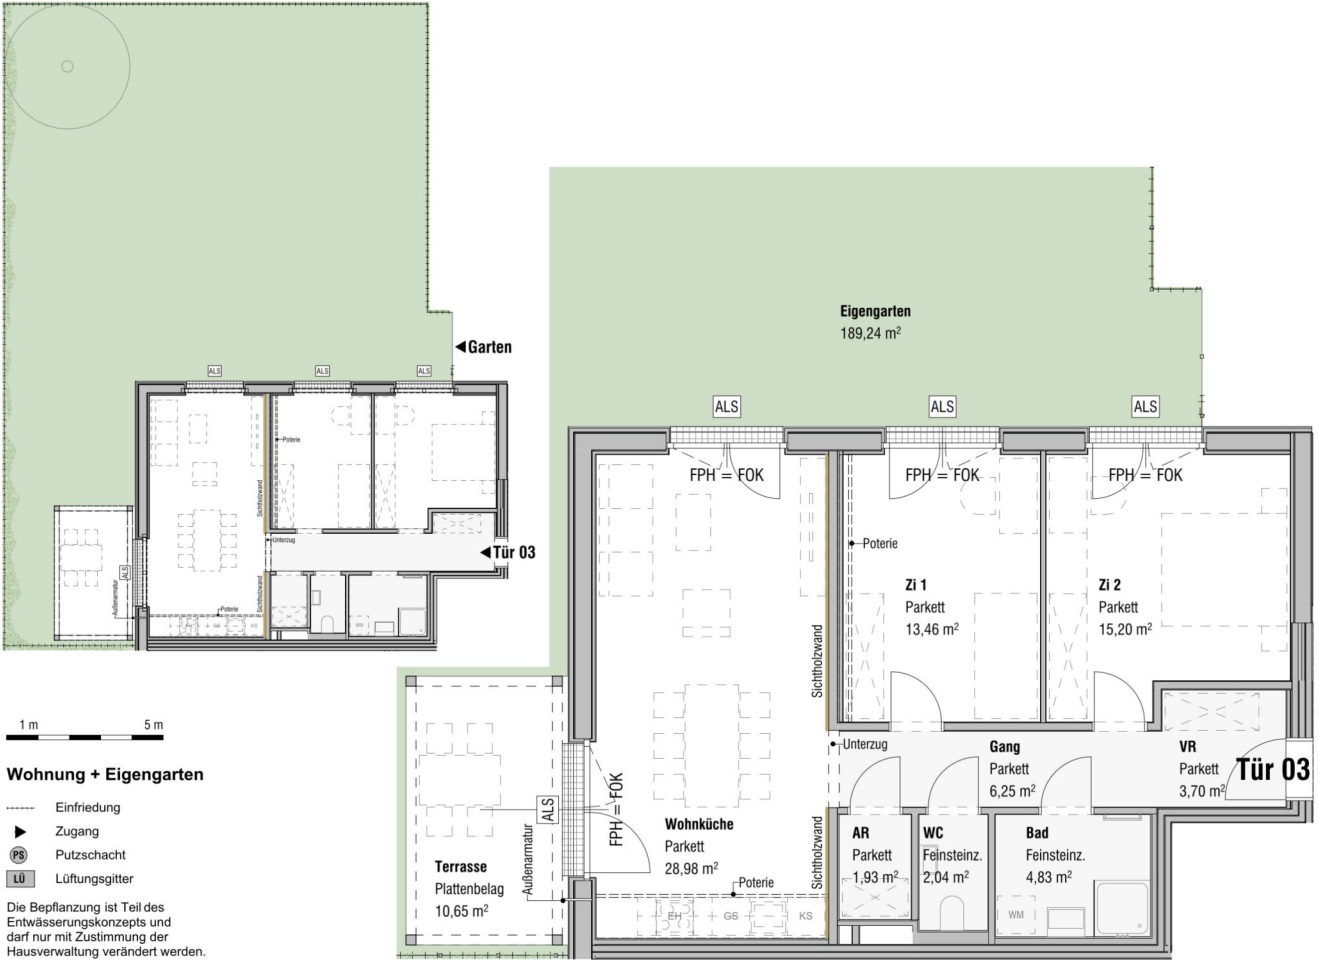 Garten
ALS
ALS
ALS
Poterie
Sichtholzwand
Unterzug
Tür 03
ALS
Außenarmatur
Sichtholzwand
Poterie
EH
GS
KS
WM
1 m
5 m
Wohnung + Eigengarten
Einfriedung
Zugang
PS
Putzschacht
LÜ
Lüftungsgitter
Die Bepflanzung ist Teil des
Entwässerungskonzepts und
darf nur mit Zustimmung der
Hausverwaltung verändert werden.
Eigengarten
189,24 m²
ALS
ALS
ALS
FPH = FOK
FPH = FOK
FPH = FOK
Poterie
Zi 1
Parkett
13,46 m²
Zi 2
Parkett
15,20 m²
Sichtholzwand
Unterzug
Gang
Parkett
6,25 m²
VR
Parkett
3,70 m²
Tür 03
ALS
FPH = FOK
Wohnküche
Parkett
28,98 m²
Sichtholzwand
AR
Parkett
1,93 m²
WC
Feinsteinz.
2,04 m²
Bad
Feinsteinz.
4,83 m²
Terrasse
Plattenbelag
10,65 m²
Außenarmatur
Poterie
EH
GS
KS
WM